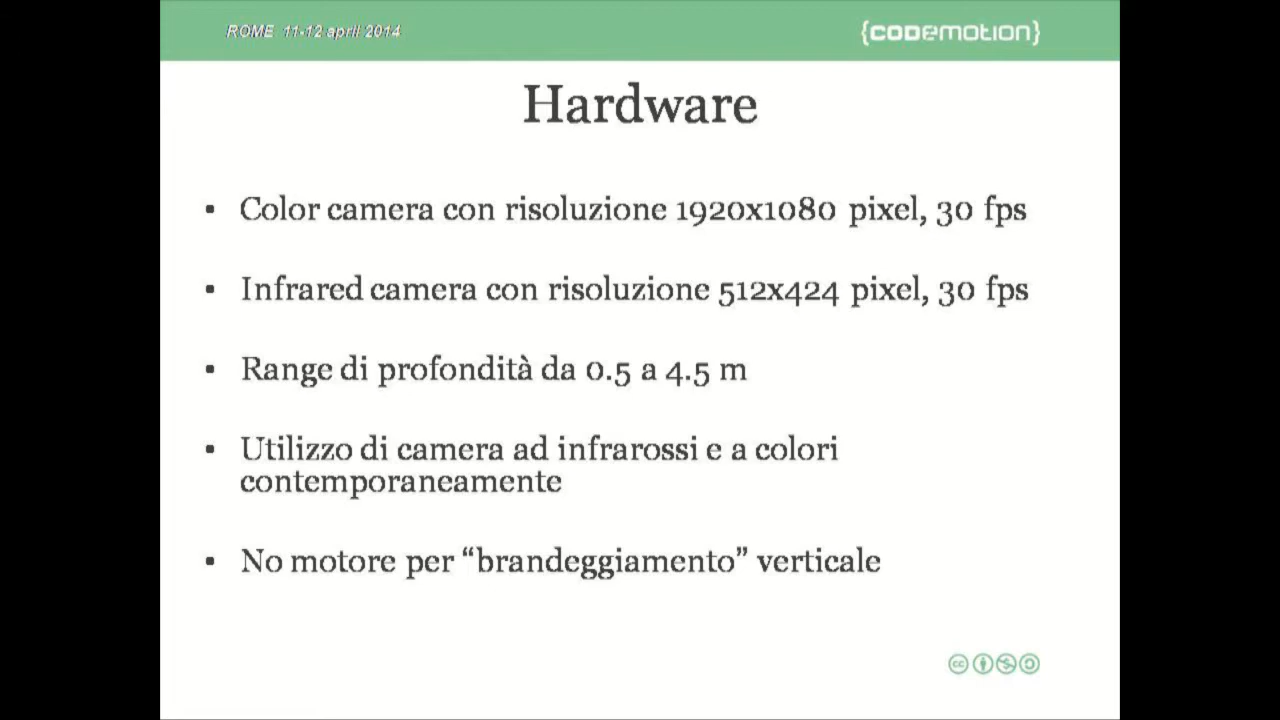 ROME 11-12 april 2014
{codemotion}
Hardware
• Color camera con risoluzione 1920x1080 pixel, 30 fps
• Infrared camera con risoluzione 512x424 pixel, 30 fps
• Range di profondità da 0.5 a 4.5 m
• Utilizzo di camera ad infrarossi e a colori
contemporaneamente
• No motore per “brandeggiamento” verticale
cc